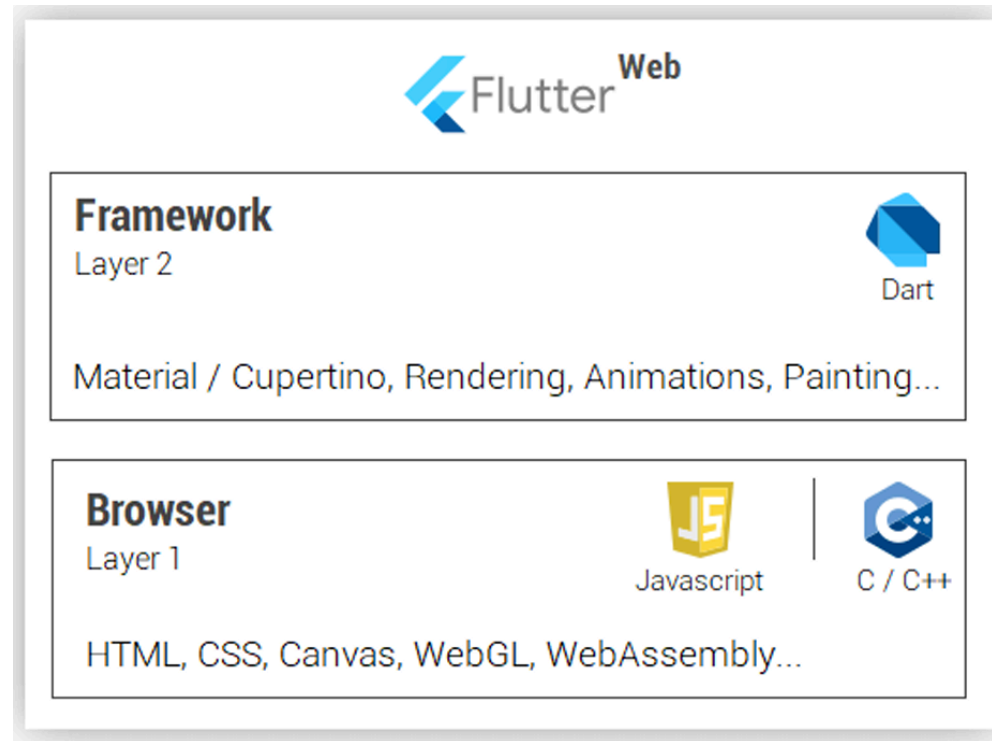 Flutter Web
Framework
Layer 2
Dart
Material / Cupertino, Rendering, Animations, Painting...
Browser
Layer 1
JS
Javascript
C++
C / C++
HTML, CSS, Canvas, WebGL, WebAssembly...